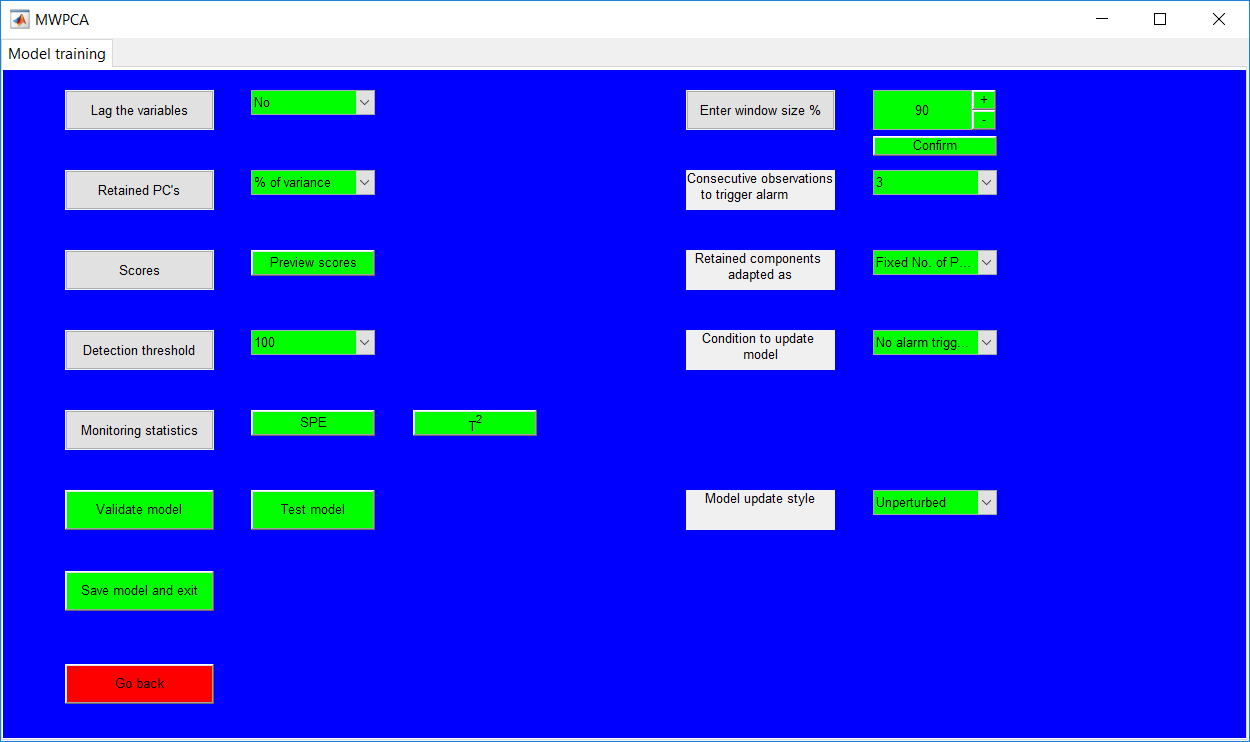 MWPCA
Model training
Lag the variables
No
Enter window size %
90
+
-
Confirm
Retained PC's
% of variance
Consecutive observations
to trigger alarm
3
Scores
Preview scores
Retained components
adapted as
Fixed No. of P...
Detection threshold
100
Condition to update
model
No alarm trigg...
Monitoring statistics
SPE
T²
Validate model
Test model
Model update style
Unperturbed
Save model and exit
Go back